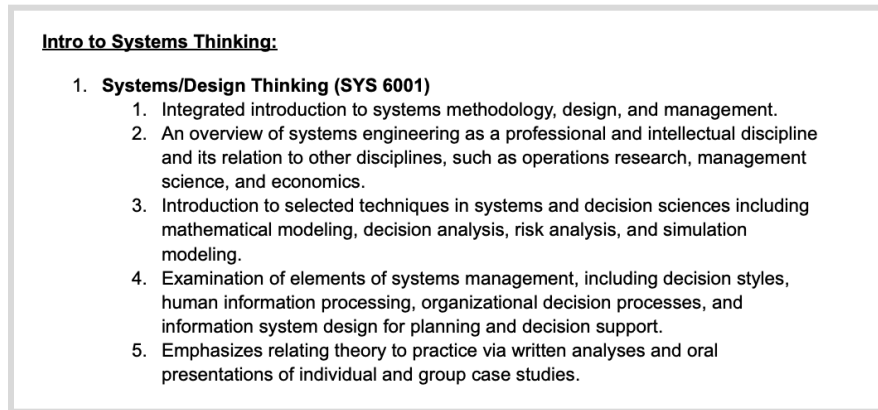 Intro to Systems Thinking:
1. Systems/Design Thinking (SYS 6001)
1. Integrated introduction to systems methodology, design, and management.
2. An overview of systems engineering as a professional and intellectual discipline
and its relation to other disciplines, such as operations research, management
science, and economics.
3. Introduction to selected techniques in systems and decision sciences including
mathematical modeling, decision analysis, risk analysis, and simulation
modeling.
4. Examination of elements of systems management, including decision styles,
human information processing, organizational decision processes, and
information system design for planning and decision support.
5. Emphasizes relating theory to practice via written analyses and oral
presentations of individual and group case studies.